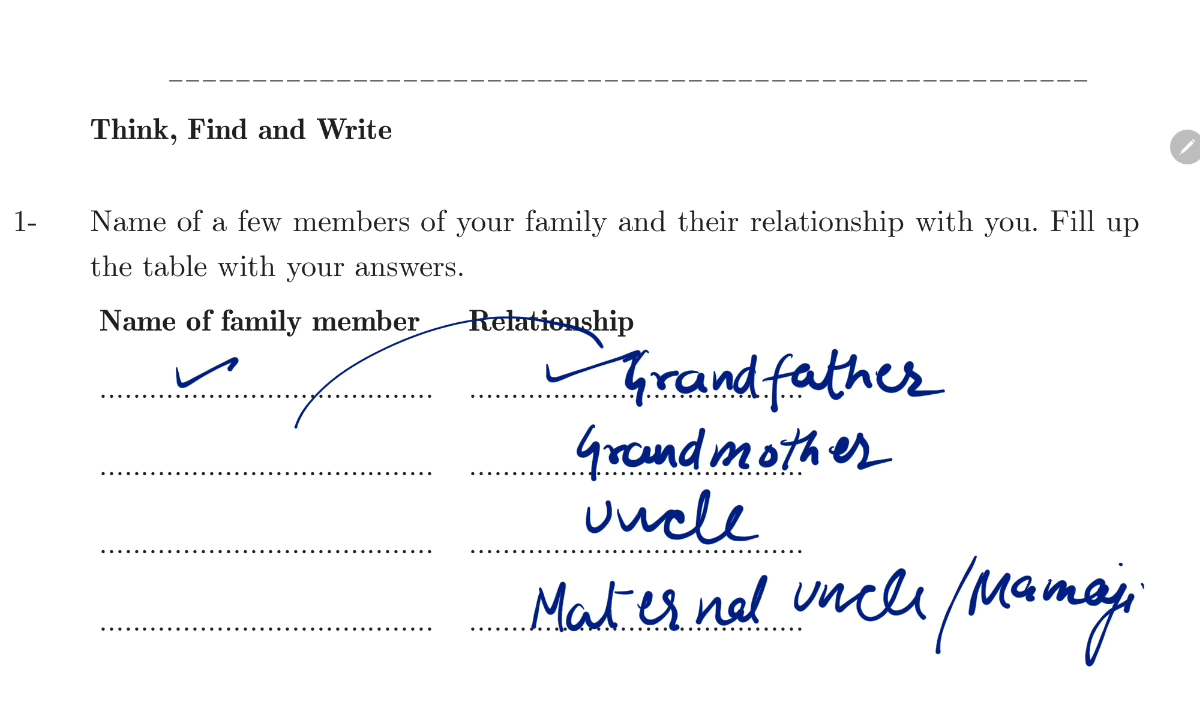 Think, Find and Write
1- Name of a few members of your family and their relationship with you. Fill up
the table with your answers.
Name of family member Relationship
Grandfather
Grandmother
Uncle
Maternal uncle/Mamaji